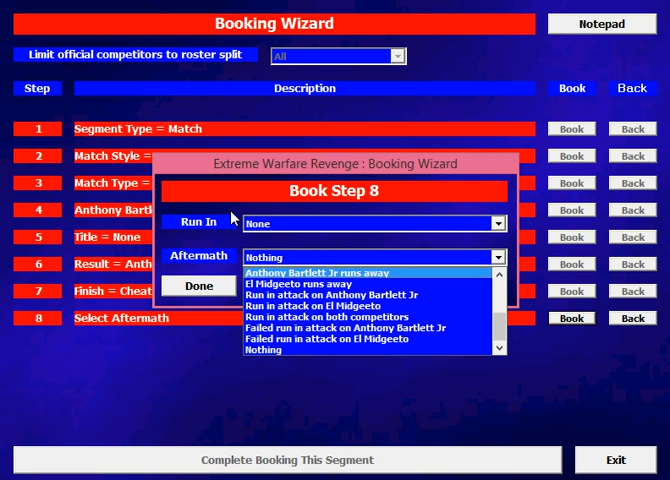 Booking Wizard
Notepad
Limit official competitors to roster split
All
Step Description Book Back
1 Segment Type = Match Book Back
2 Match Style = Book Back
Extreme Warfare Revenge : Booking Wizard
3 Match Type = Book Back
Book Step 8
4 Anthony Bartl Book Back
Run In None
5 Title = None Book Back
Aftermath Nothing
6 Result = Anth Book Back
Anthony Bartlett Jr runs away
El Midgeeto runs away
7 Finish = Cheat Book Back
Done
Run in attack on Anthony Bartlett Jr
Run in attack on El Midgeeto
Run in attack on both competitors
8 Select Aftermath Book Back
Failed run in attack on Anthony Bartlett Jr
Failed run in attack on El Midgeeto
Nothing
Complete Booking This Segment
Exit